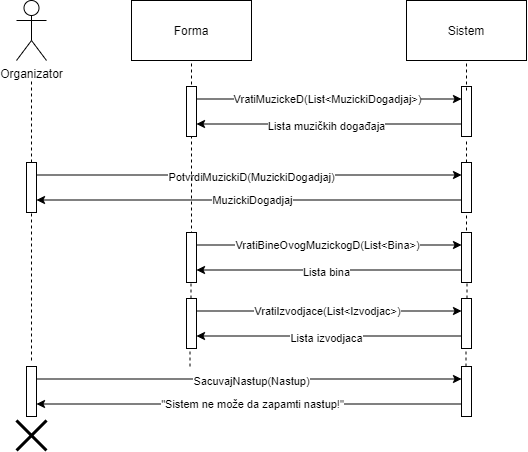 Forma
Sistem
Organizator
VratiMuzickeD(List<MuzickiDogadjaj>)
Lista muzičkih događaja
PotvrdiMuzickiD(MuzickiDogadjaj)
MuzickiDogadjaj
VratiBineOvogMuzickogD(List<Bina>)
Lista bina
VratiIzvodjace(List<Izvodjac>)
Lista izvodjaca
SacuvajNastup(Nastup)
"Sistem ne može da zapamti nastup!"